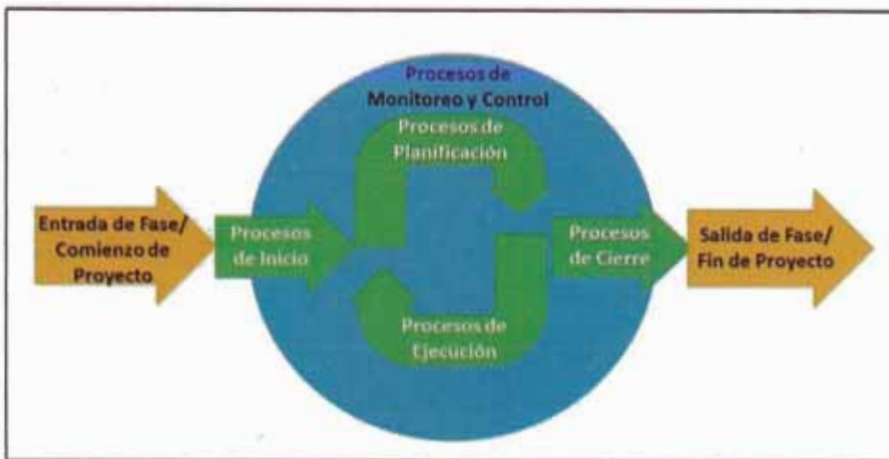 Procesos de
Monitoreo y Control
Procesos de
Planificación
Entrada de Fase/
Comienzo de
Proyecto
Procesos
de Inicio
Procesos
de Cierre
Salida de Fase/
Fin de Proyecto
Procesos de
Ejecución